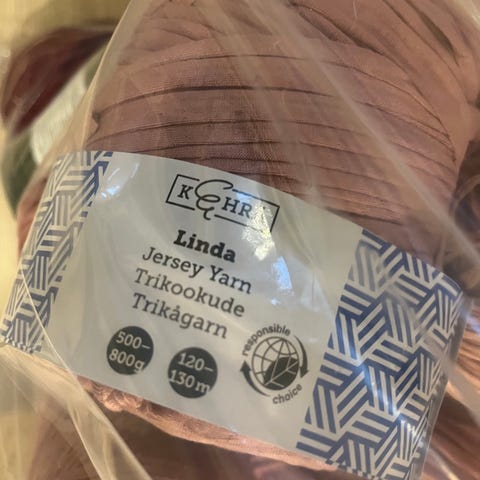 KEHRA
Linda
Jersey Yarn
Trikookude
Trikågarn
500–
800g
120–
130m
responsible
choice